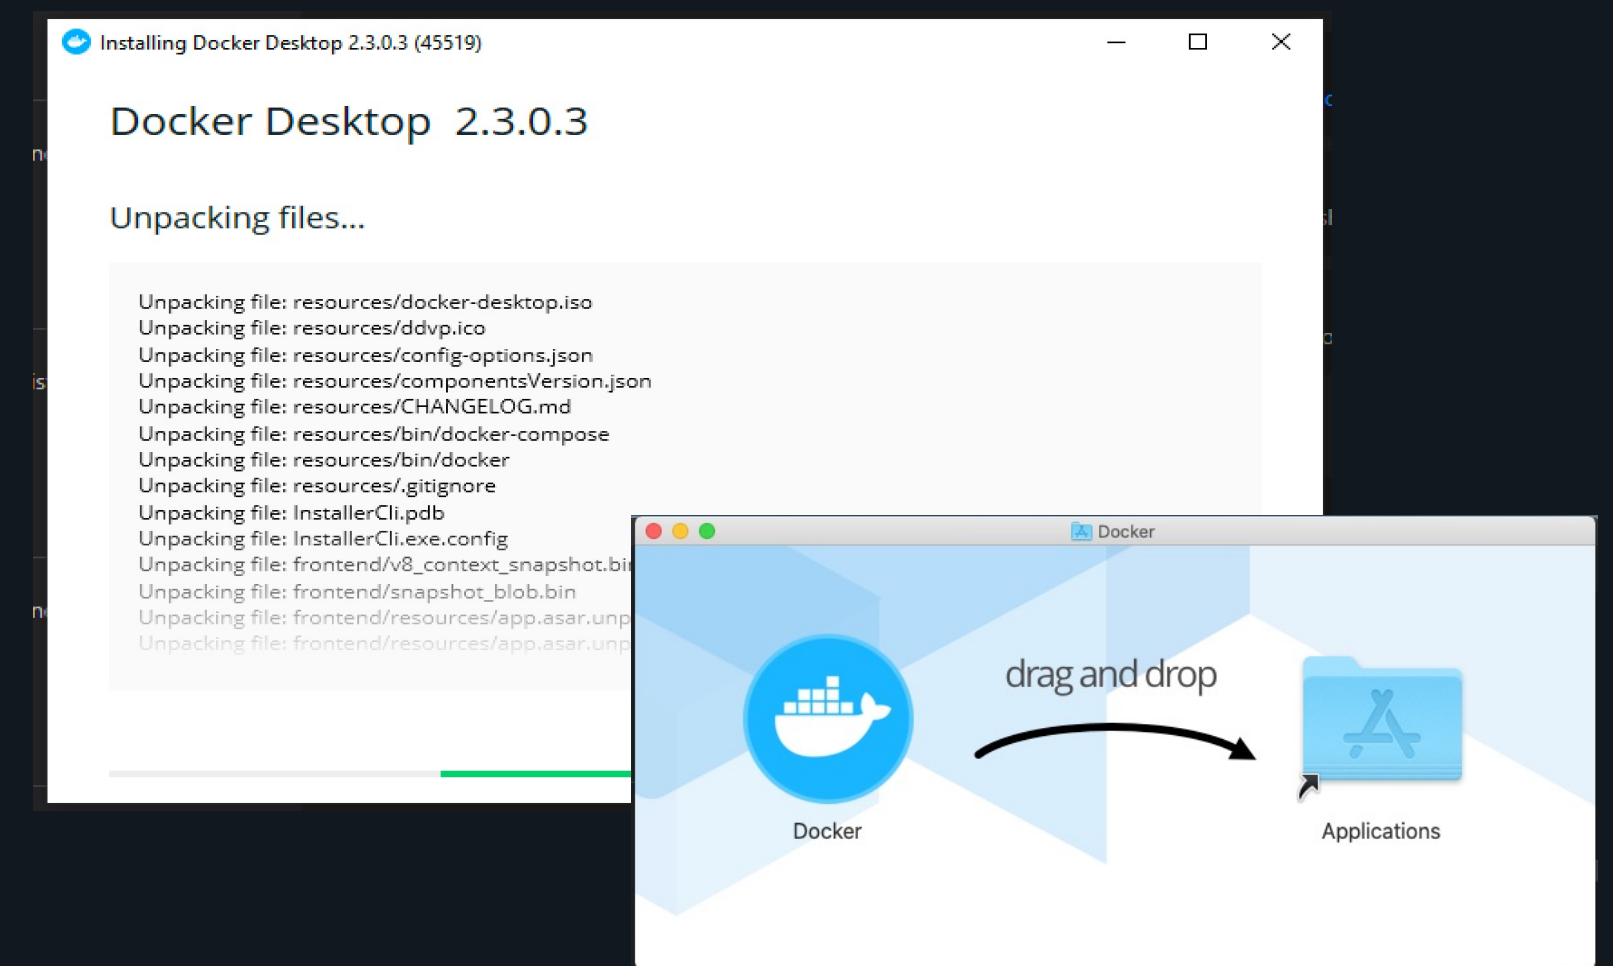 Installing Docker Desktop 2.3.0.3 (45519)
Docker Desktop 2.3.0.3
Unpacking files...
Unpacking file: resources/docker-desktop.iso
Unpacking file: resources/ddvp.ico
Unpacking file: resources/config-options.json
Unpacking file: resources/componentsVersion.json
Unpacking file: resources/CHANGELOG.md
Unpacking file: resources/bin/docker-compose
Unpacking file: resources/bin/docker
Unpacking file: resources/.gitignore
Unpacking file: InstallerCli.pdb
Unpacking file: InstallerCli.exe.config
Unpacking file: frontend/v8_context_snapshot.bin
Unpacking file: frontend/snapshot_blob.bin
Unpacking file: frontend/resources/app.asar.unp
Unpacking file: frontend/resources/app.asar.unp
Docker
drag and drop
Docker
Applications